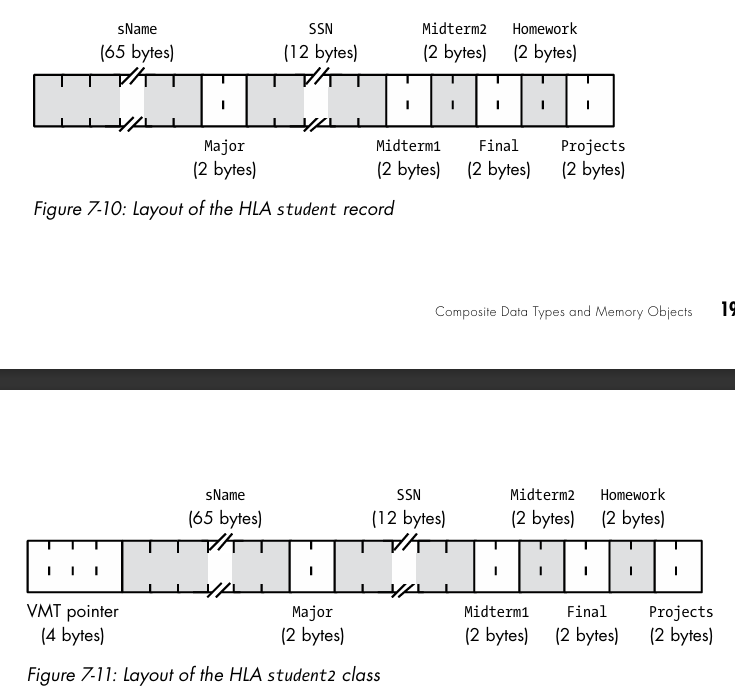 sName SSN Midterm2 Homework
(65 bytes) (12 bytes) (2 bytes) (2 bytes)
Major Midterm1 Final Projects
(2 bytes) (2 bytes) (2 bytes) (2 bytes)
Figure 7-10: Layout of the HLA student record
Composite Data Types and Memory Objects
sName SSN Midterm2 Homework
(65 bytes) (12 bytes) (2 bytes) (2 bytes)
VMT pointer Major Midterm1 Final Projects
(4 bytes) (2 bytes) (2 bytes) (2 bytes) (2 bytes)
Figure 7-11: Layout of the HLA student2 class